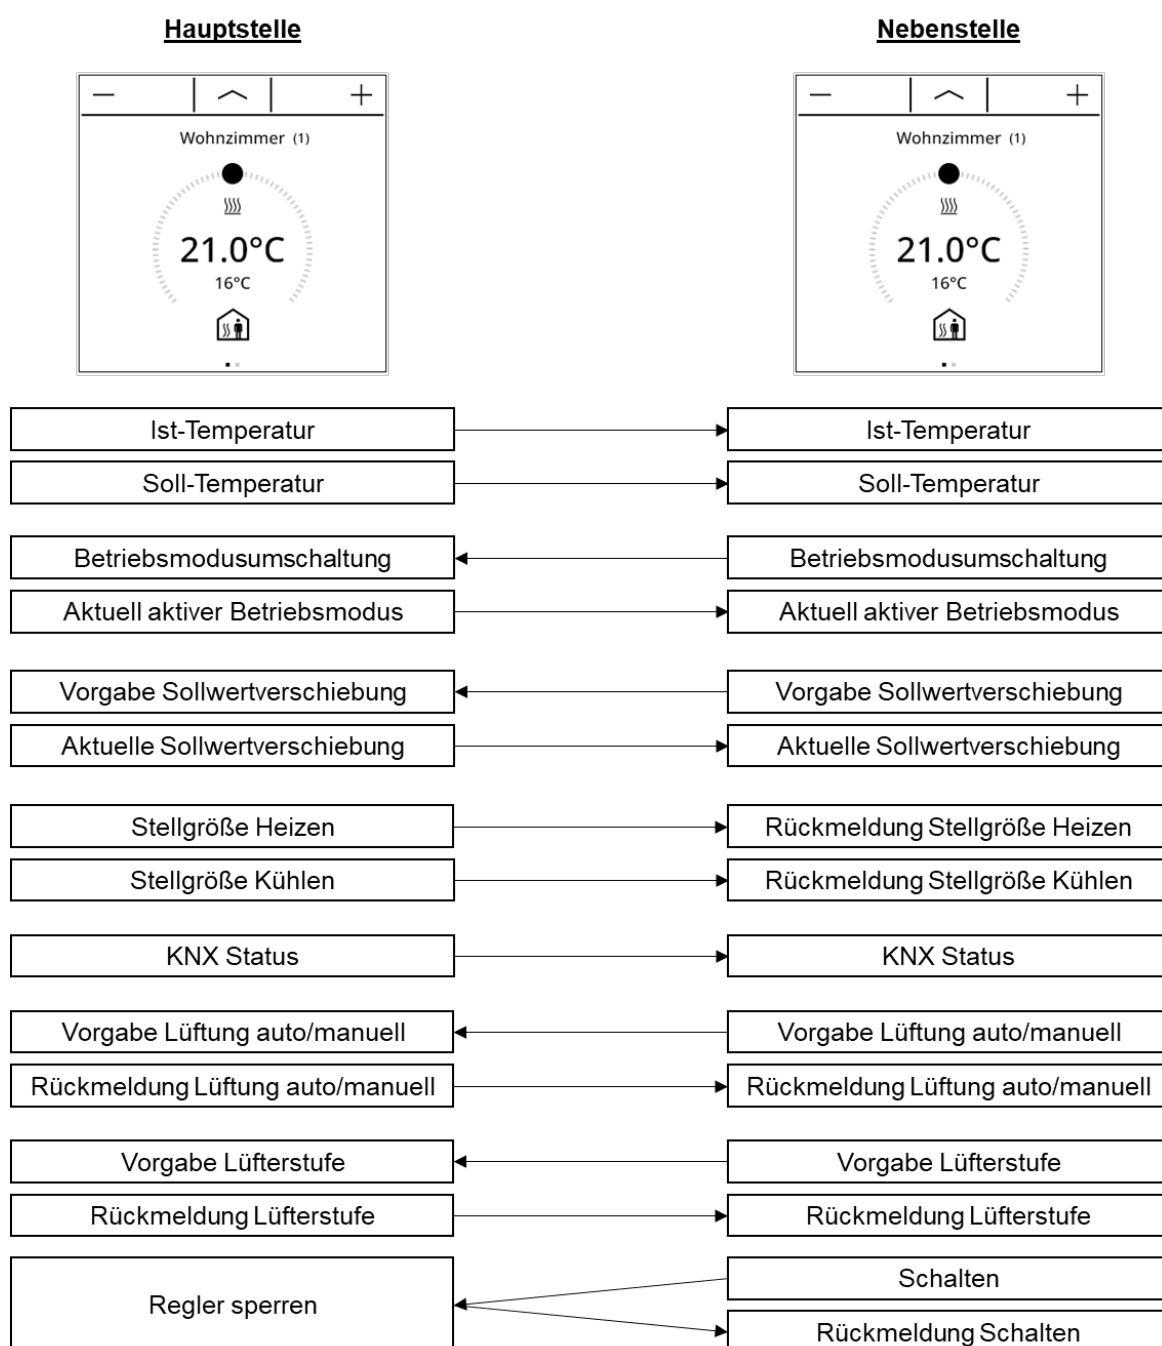 Hauptstelle Nebenstelle
Wohnzimmer (1) Wohnzimmer (1)
21.0°C 21.0°C
16°C 16°C
Ist-Temperatur Ist-Temperatur
Soll-Temperatur Soll-Temperatur
Betriebsmodusumschaltung Betriebsmodusumschaltung
Aktuell aktiver Betriebsmodus Aktuell aktiver Betriebsmodus
Vorgabe Sollwertverschiebung Vorgabe Sollwertverschiebung
Aktuelle Sollwertverschiebung Aktuelle Sollwertverschiebung
Stellgröße Heizen Rückmeldung Stellgröße Heizen
Stellgröße Kühlen Rückmeldung Stellgröße Kühlen
KNX Status KNX Status
Vorgabe Lüftung auto/manuell Vorgabe Lüftung auto/manuell
Rückmeldung Lüftung auto/manuell Rückmeldung Lüftung auto/manuell
Vorgabe Lüfterstufe Vorgabe Lüfterstufe
Rückmeldung Lüfterstufe Rückmeldung Lüfterstufe
Regler sperren Schalten
Rückmeldung Schalten